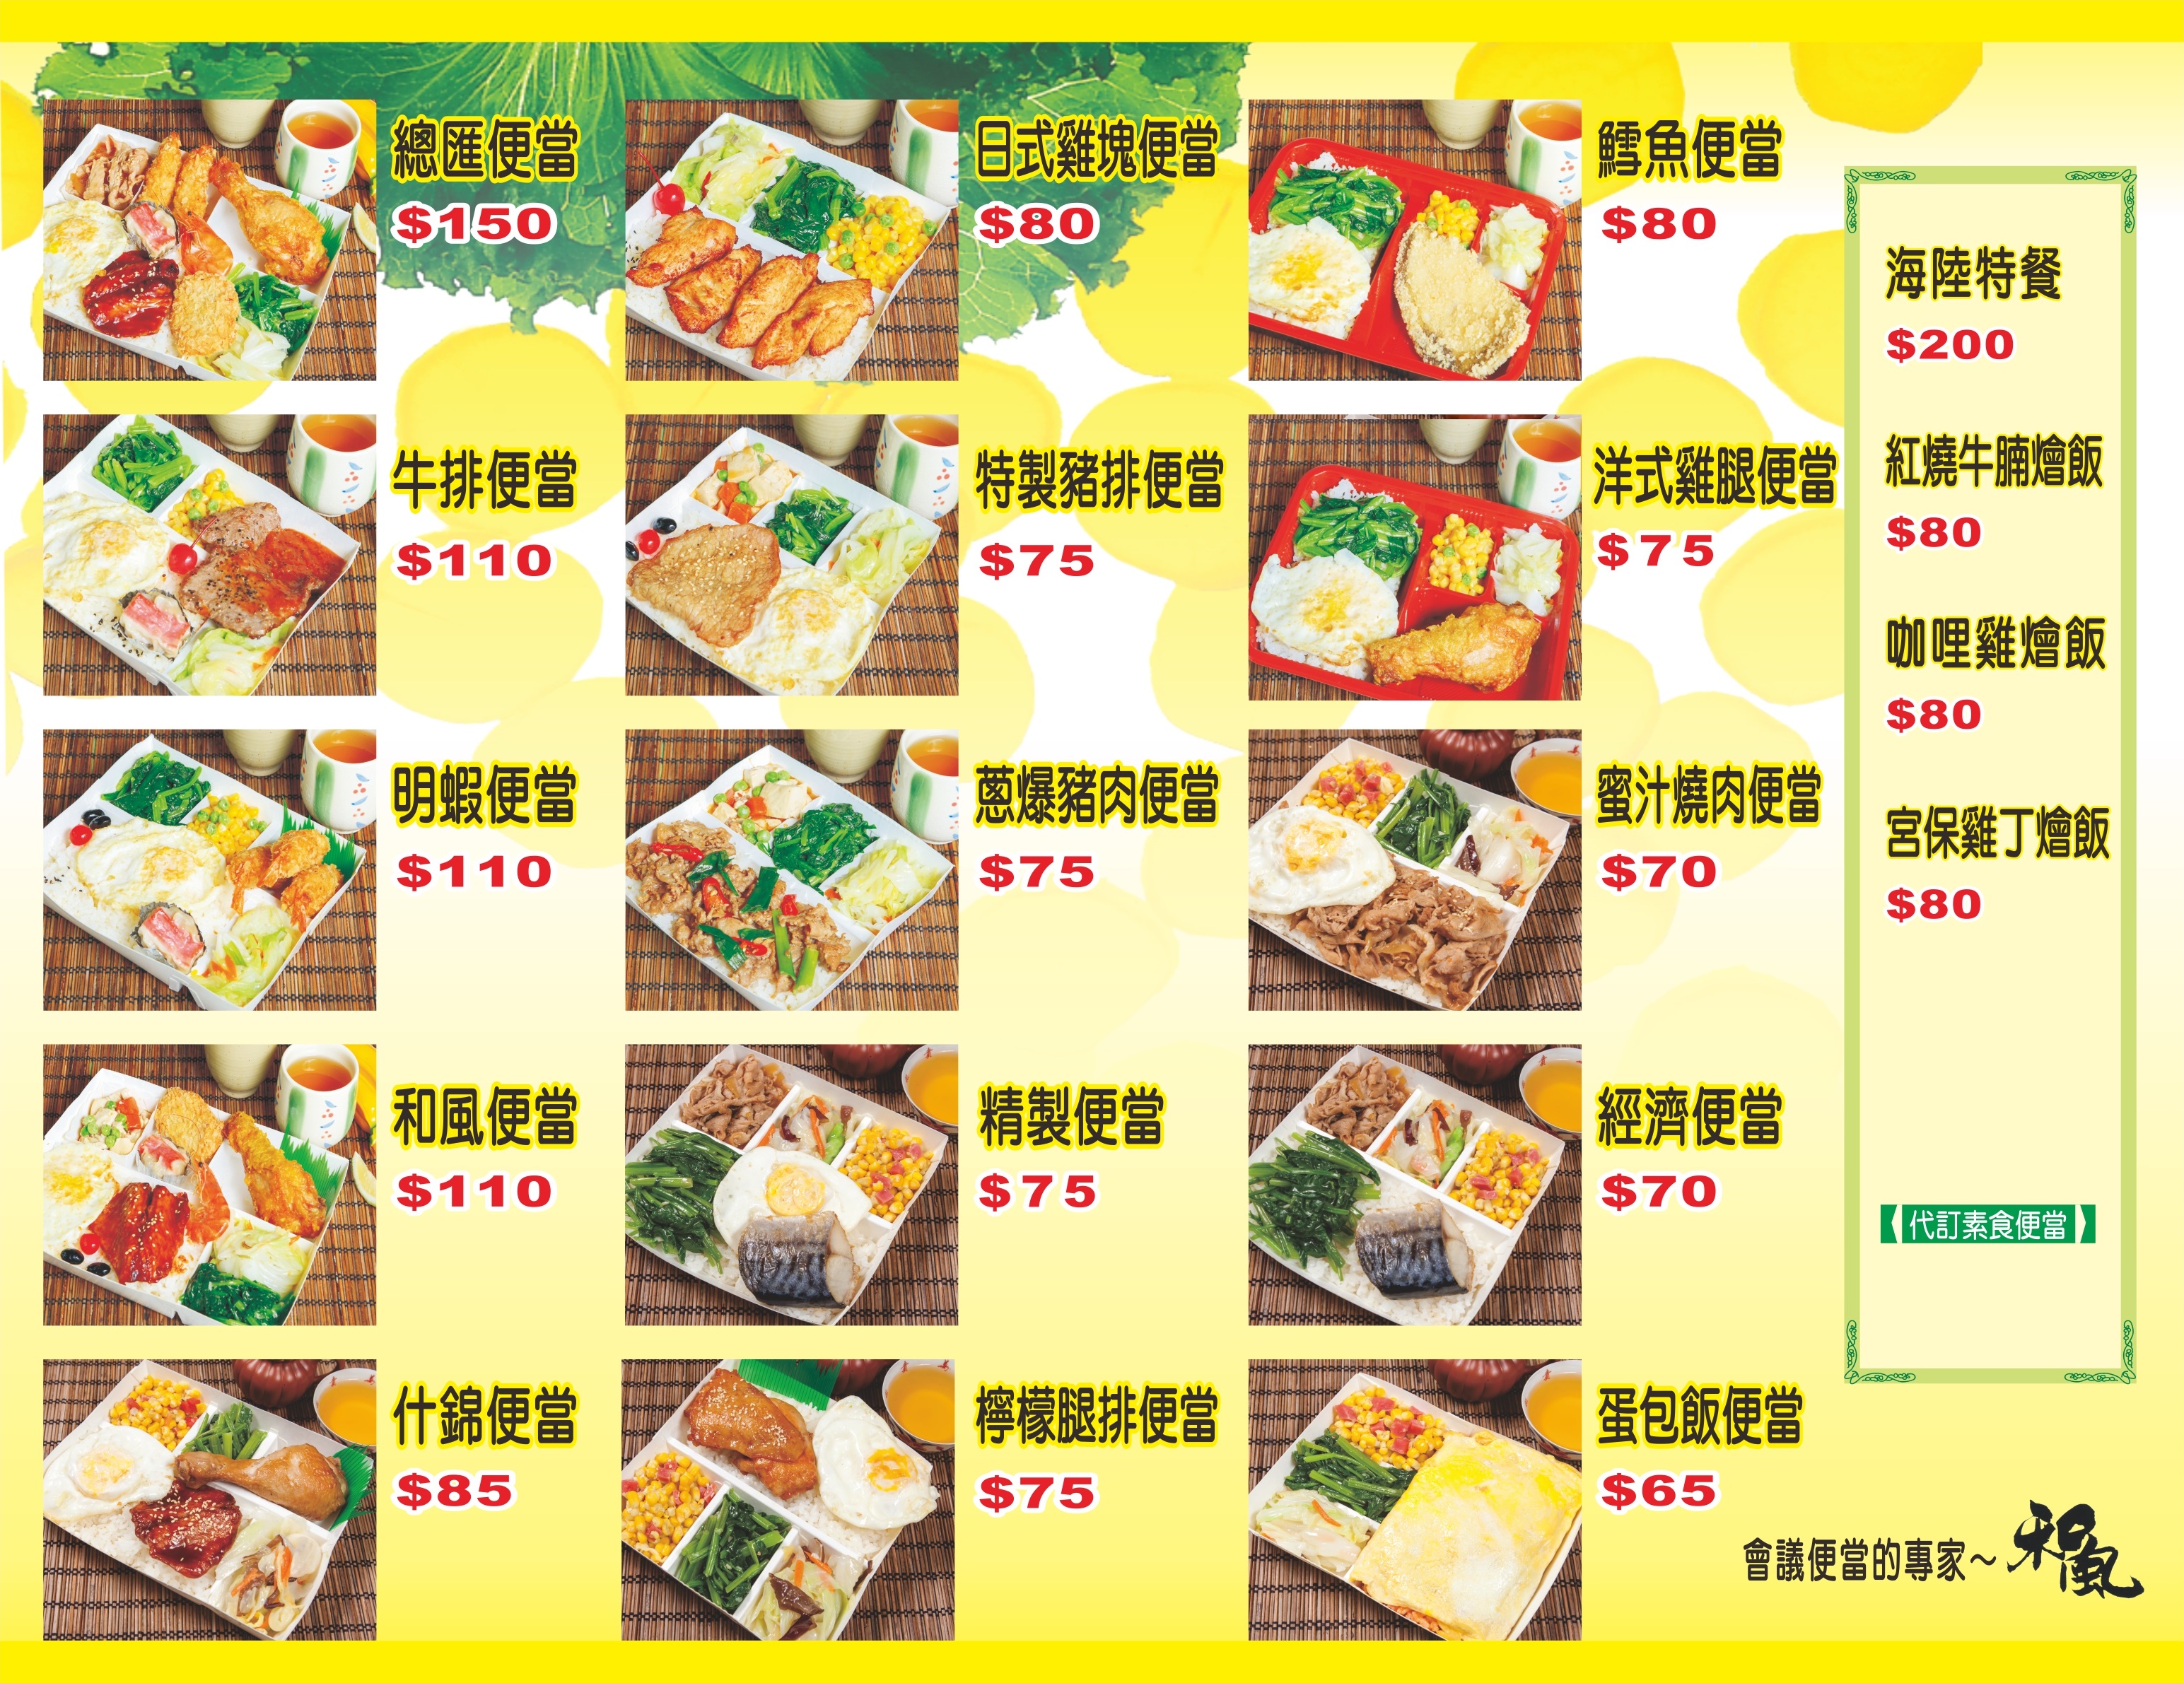 總匯便當
$150
牛排便當
$110
明蝦便當
$110
和風便當
$110
什錦便當
$85
日式雞塊便當
$80
特製豬排便當
$75
蔥爆豬肉便當
$75
精製便當
$75
檸檬腿排便當
$75
鱈魚便當
$80
洋式雞腿便當
$75
蜜汁燒肉便當
$70
經濟便當
$70
蛋包飯便當
$65
海陸特餐
$200
紅燒牛腩燴飯
$80
咖哩雞燴飯
$80
宮保雞丁燴飯
$80
【代訂素食便當】
會議便當的專家~和風